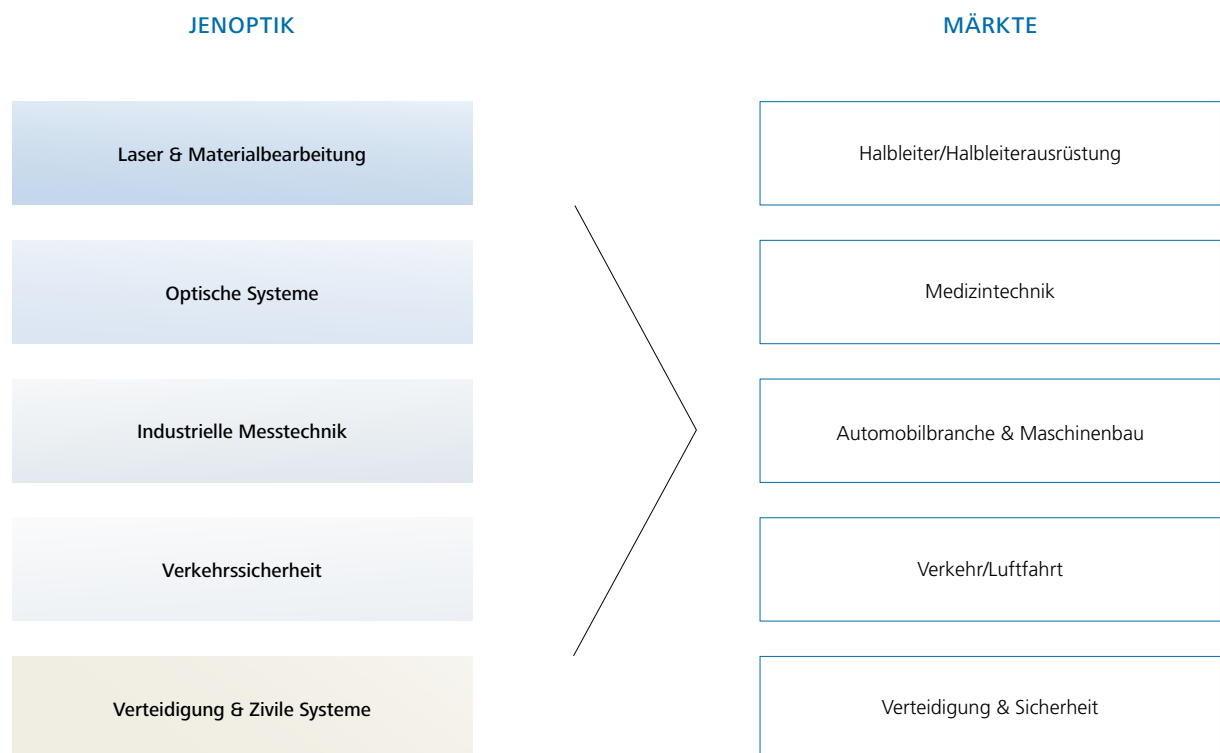 JENOPTIK
Laser & Materialbearbeitung
Optische Systeme
Industrielle Messtechnik
Verkehrssicherheit
Verteidigung & Zivile Systeme
MÄRKTE
Halbleiter/Halbleiterausrüstung
Medizintechnik
Automobilbranche & Maschinenbau
Verkehr/Luftfahrt
Verteidigung & Sicherheit